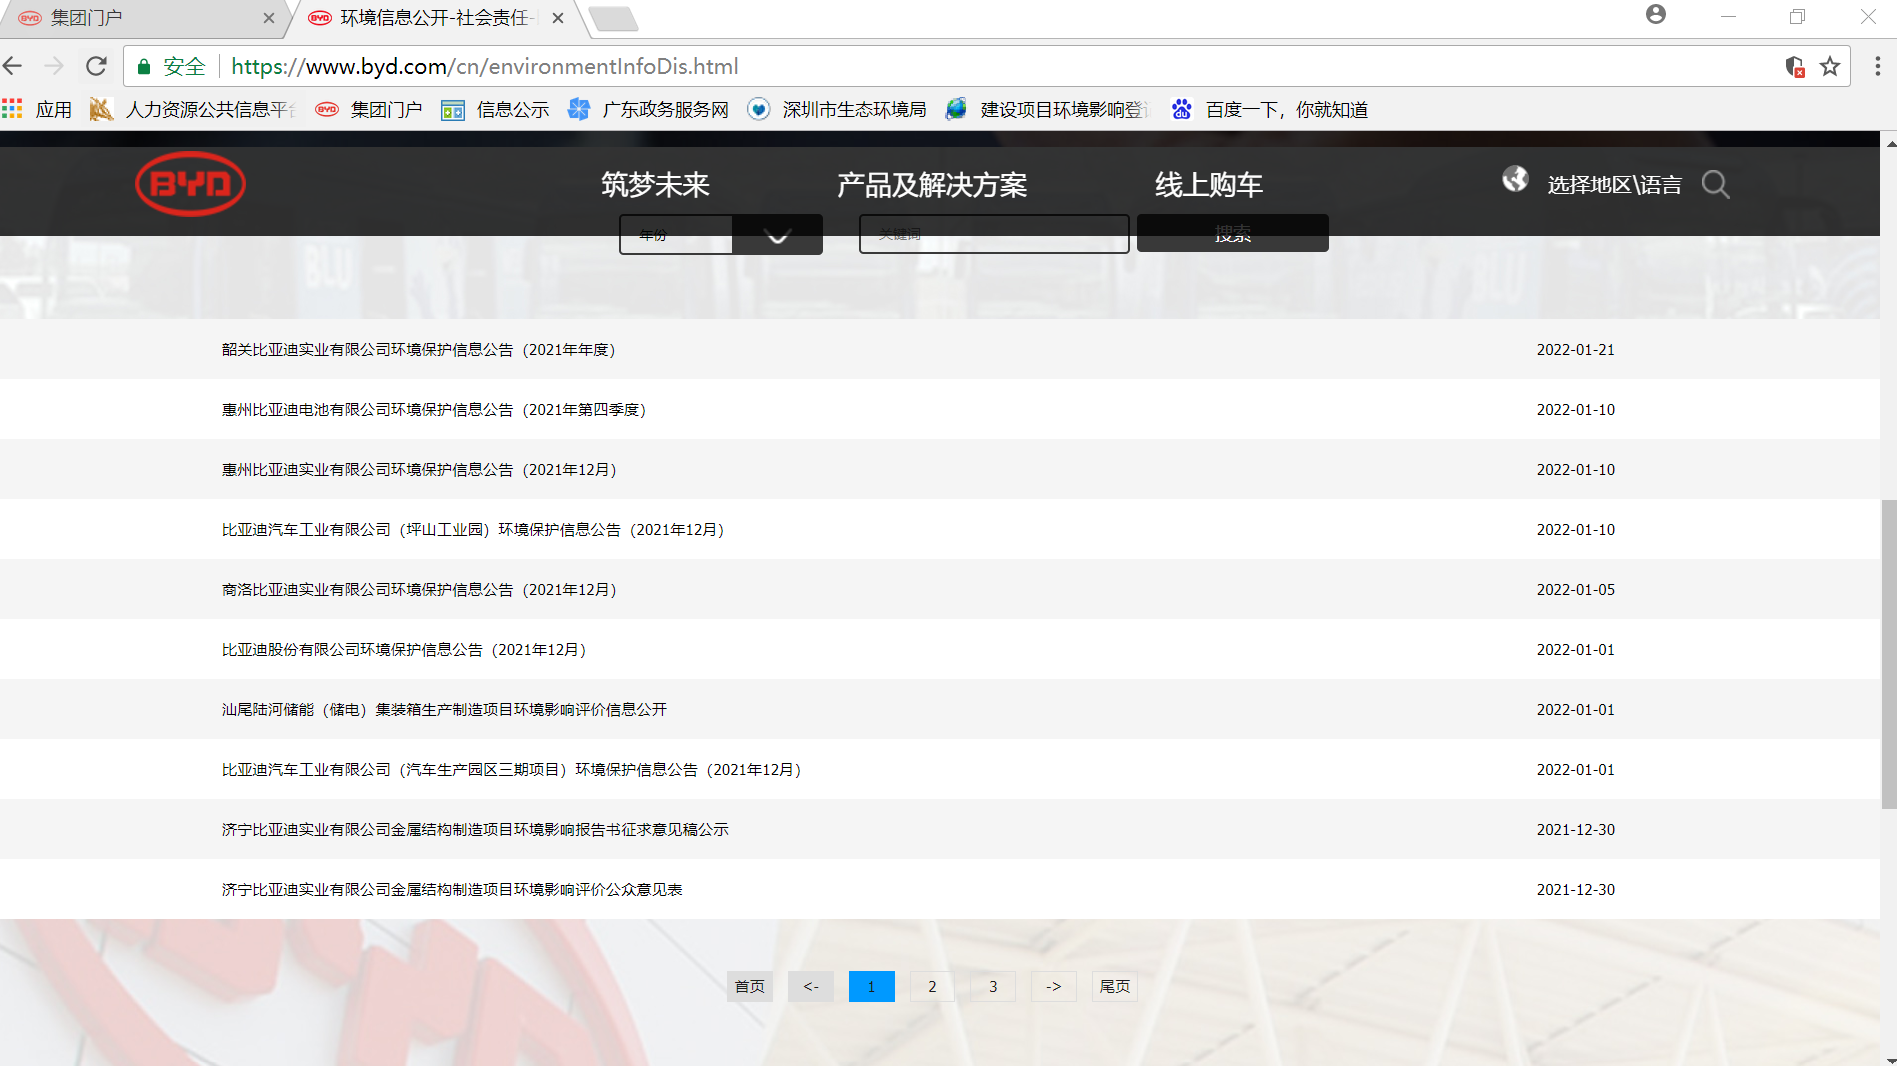 集团门户
环境信息公开-社会责任-
安全
https://www.byd.com/cn/environmentInfoDis.html
应用
人力资源公共信息平台
集团门户
信息公示
广东政务服务网
深圳市生态环境局
建设项目环境影响登记
百度一下，你就知道
BYD
筑梦未来
产品及解决方案
线上购车
选择地区\语言
年份
关键词
搜索
韶关比亚迪实业有限公司环境保护信息公告（2021年年度） 2022-01-21
惠州比亚迪电池有限公司环境保护信息公告（2021年第四季度） 2022-01-10
惠州比亚迪实业有限公司环境保护信息公告（2021年12月） 2022-01-10
比亚迪汽车工业有限公司（坪山工业园）环境保护信息公告（2021年12月） 2022-01-10
商洛比亚迪实业有限公司环境保护信息公告（2021年12月） 2022-01-05
比亚迪股份有限公司环境保护信息公告（2021年12月） 2022-01-01
汕尾陆河储能（储电）集装箱生产制造项目环境影响评价信息公开 2022-01-01
比亚迪汽车工业有限公司（汽车生产园区三期项目）环境保护信息公告（2021年12月） 2022-01-01
济宁比亚迪实业有限公司金属结构制造项目环境影响报告书征求意见稿公示 2021-12-30
济宁比亚迪实业有限公司金属结构制造项目环境影响评价公众意见表 2021-12-30
首页 <- 1 2 3 -> 尾页